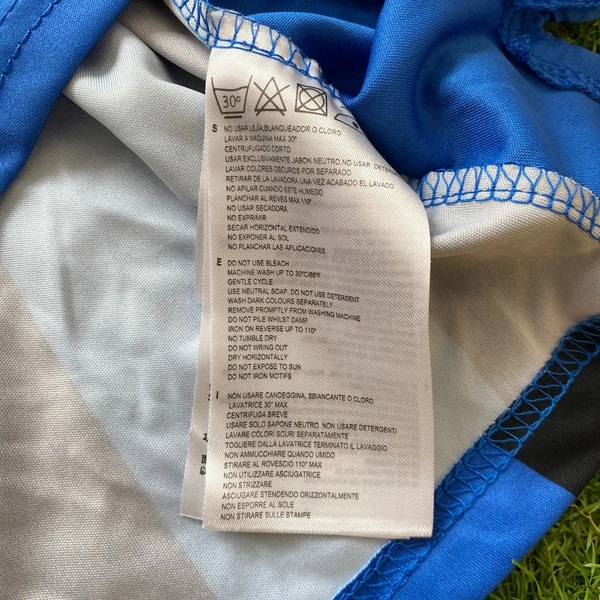 30°
S NO USAR LEJIA,BLANQUEADOR O CLORO
LAVAR A MAQUINA MAX 30º
CENTRIFUGADO CORTO
USAR EXCLUSIVAMENTE JABON NEUTRO,NO USAR DETER
LAVAR COLORES OSCUROS POR SEPARADO
RETIRAR DE LA LAVADORA UNA VEZ ACABADO EL LAVADO
NO APILAR CUANDO ESTE HUMEDO
PLANCHAR AL REVES MAX 110º
NO USAR SECADORA
NO EXPRIMIR
SECAR HORIZONTAL EXTENDIDO
NO EXPONER AL SOL
NO PLANCHAR LAS APLICACIONES
E DO NOT USE BLEACH
MACHINE WASH UP TO 30°C/86°F
GENTLE CYCLE
USE NEUTRAL SOAP, DO NOT USE DETERGENT
WASH DARK COLOURS SEPARATELY
REMOVE PROMPTLY FROM WASHING MACHINE
DO NOT PILE WHILST DAMP
IRON ON REVERSE UP TO 110°
NO TUMBLE DRY
DO NOT WRING OUT
DRY HORIZONTALLY
DO NOT EXPOSE TO SUN
DO NOT IRON MOTIFS
I NON USARE CANDEGGINA, SBIANCANTE O CLORO
LAVATRICE 30° MAX
CENTRIFUGA BREVE
USARE SOLO SAPONE NEUTRO. NON USARE DETERGENTI
LAVARE COLORI SCURI SEPARATAMENTE
TOGLIERE DALLA LAVATRICE TERMINATO IL LAVAGGIO
NON AMMUCCHIARE QUANDO UMIDO
STIRARE AL ROVESCIO 110° MAX
NON UTILIZZARE ASCIUGATRICE
NON STRIZZARE
ASCIUGARE STENDENDO ORIZZONTALMENTE
NON ESPORRE AL SOLE
NON STIRARE SULLE STAMPE